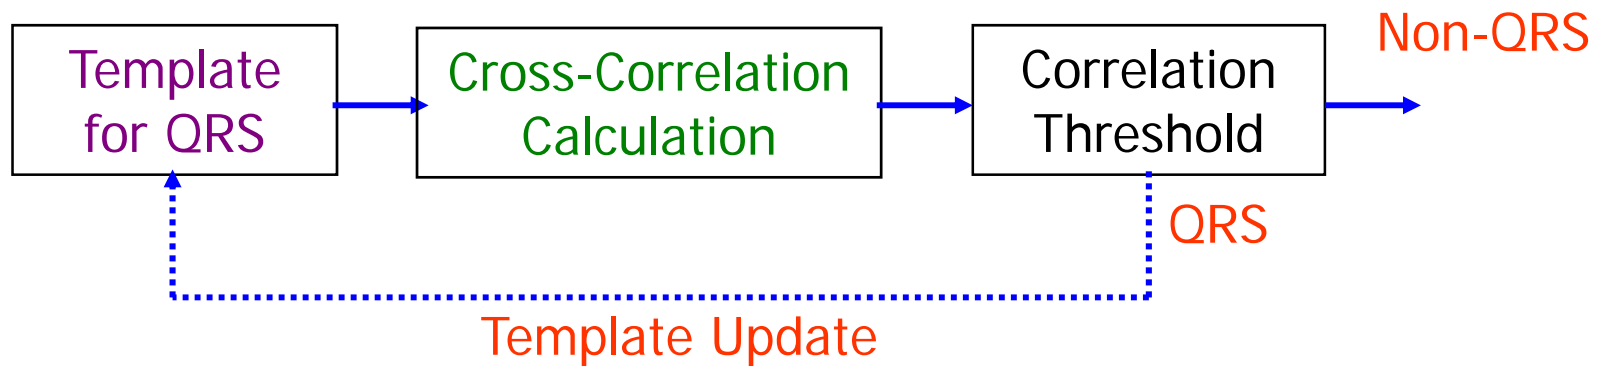 Template
for QRS
Cross-Correlation
Calculation
Correlation
Threshold
Non-QRS
QRS
Template Update